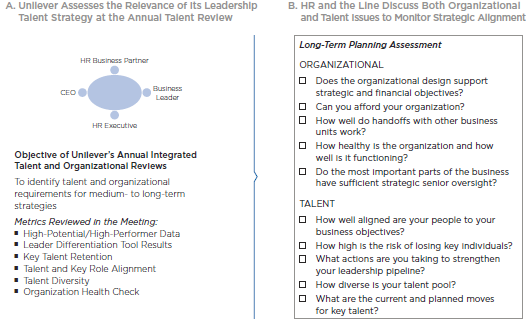 A. Unilever Assesses the Relevance of Its Leadership
Talent Strategy at the Annual Talent Review
HR Business Partner
CEO
Business
Leader
HR Executive
Objective of Unilever's Annual Integrated
Talent and Organizational Reviews
To identify talent and organizational
requirements for medium- to long-term
strategies
Metrics Reviewed in the Meeting:
▪ High-Potential/High-Performer Data
▪ Leader Differentiation Tool Results
▪ Key Talent Retention
▪ Talent and Key Role Alignment
▪ Talent Diversity
▪ Organization Health Check
B. HR and the Line Discuss Both Organizational
and Talent Issues to Monitor Strategic Alignment
Long-Term Planning Assessment
ORGANIZATIONAL
☐ Does the organizational design support
strategic and financial objectives?
☐ Can you afford your organization?
☐ How well do handoffs with other business
units work?
☐ How healthy is the organization and how
well is it functioning?
☐ Do the most important parts of the business
have sufficient strategic senior oversight?
TALENT
☐ How well aligned are your people to your
business objectives?
☐ How high is the risk of losing key individuals?
☐ What actions are you taking to strengthen
your leadership pipeline?
☐ How diverse is your talent pool?
☐ What are the current and planned moves
for key talent?